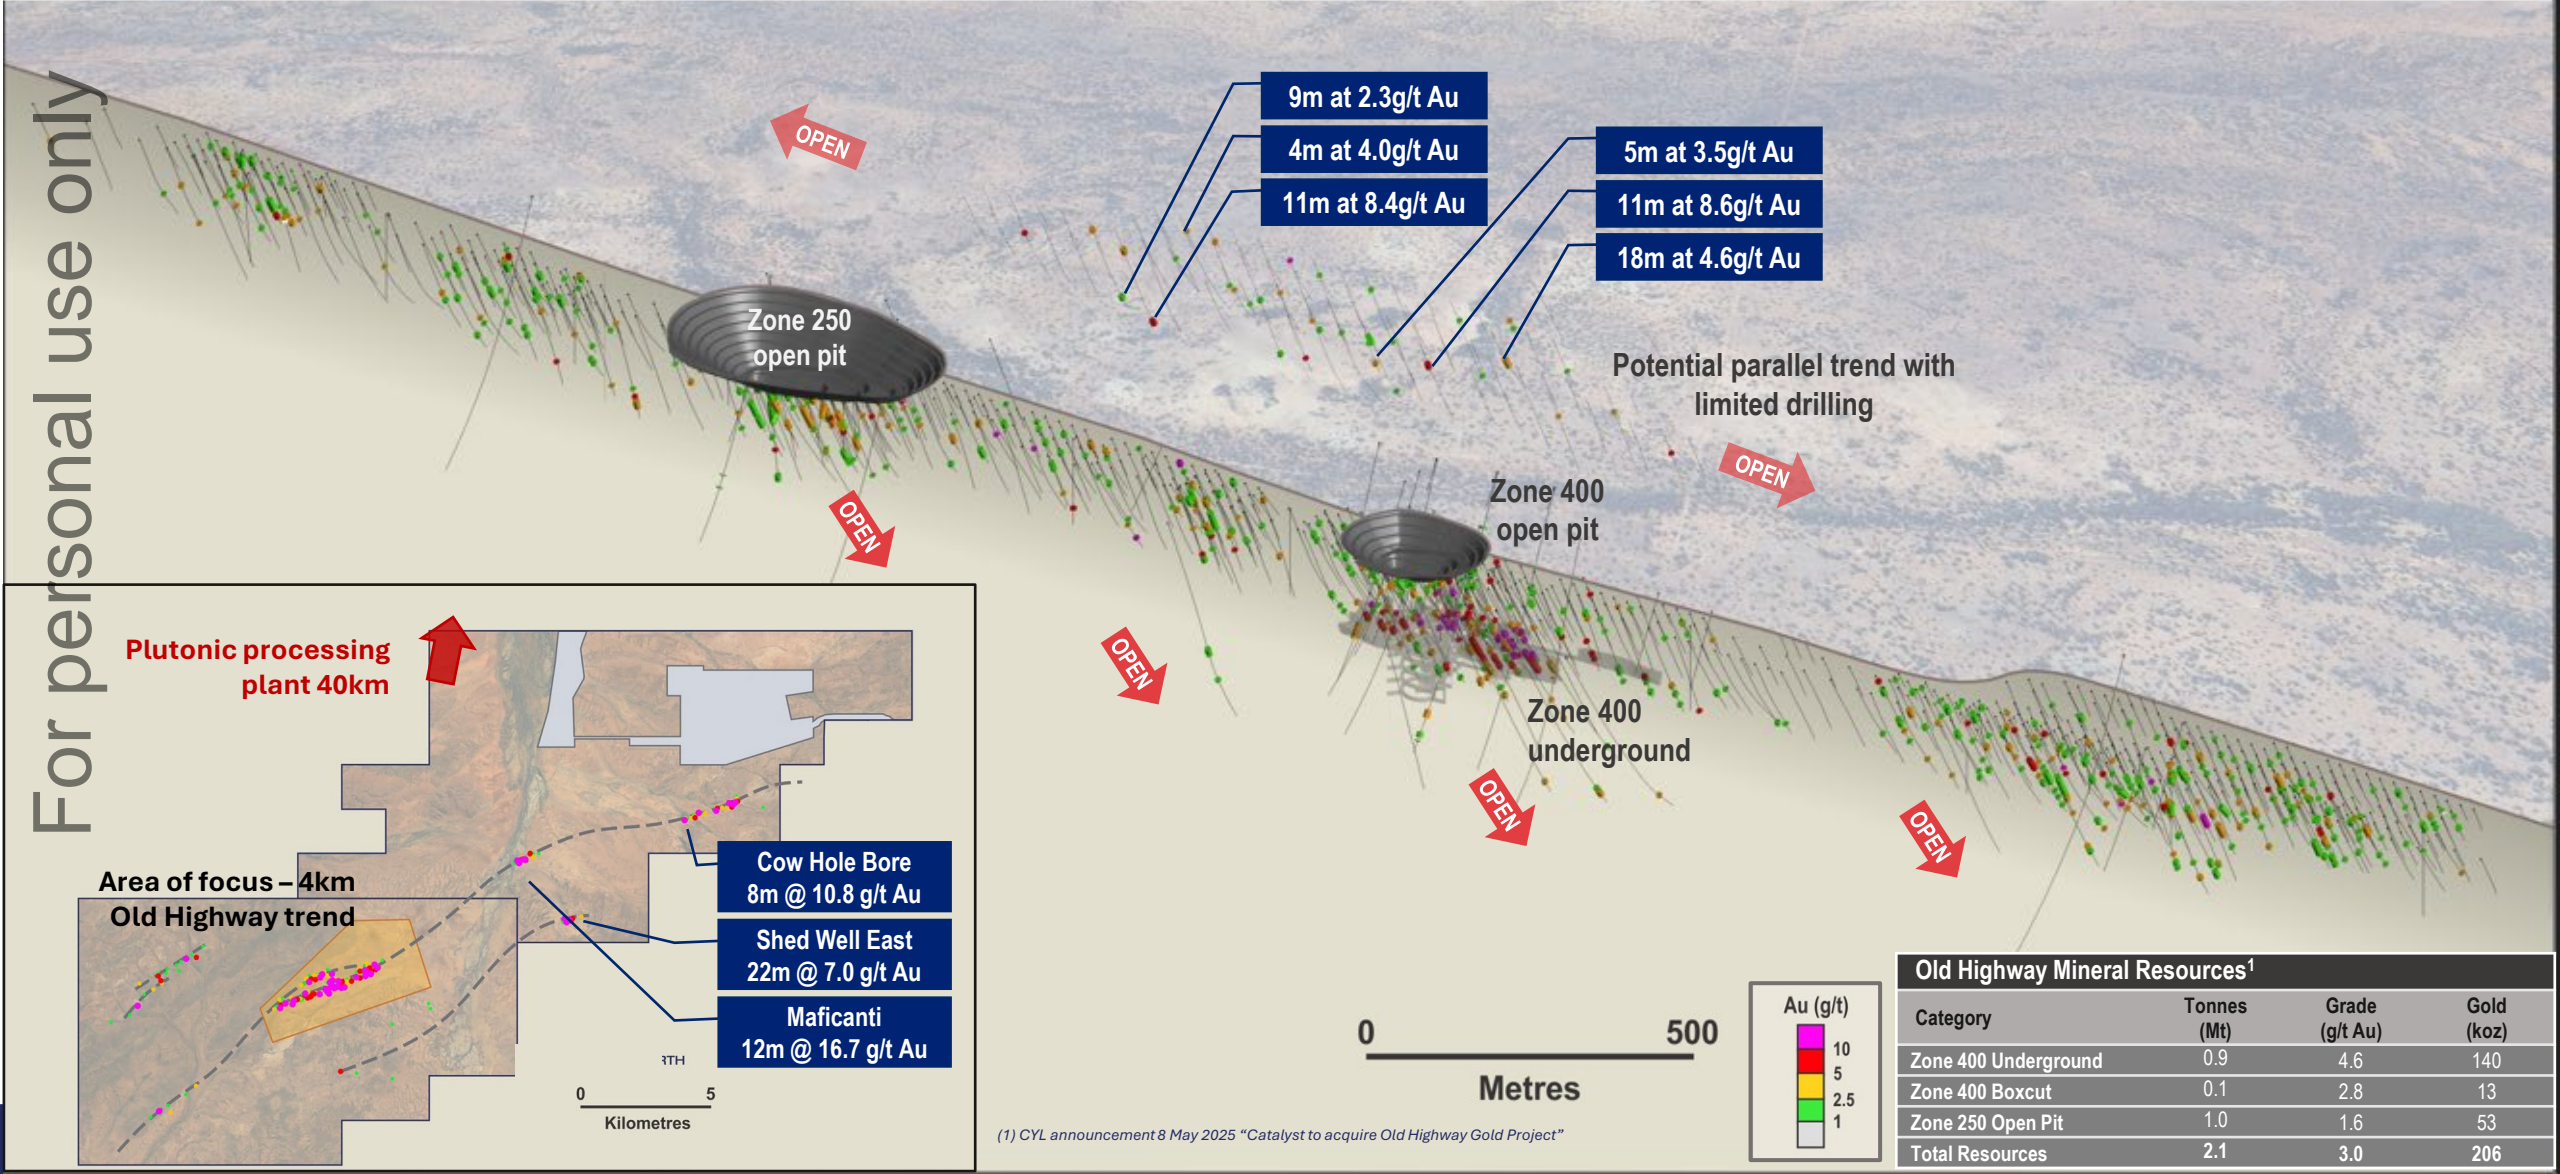 For personal use only
OPEN
9m at 2.3g/t Au
4m at 4.0g/t Au
11m at 8.4g/t Au
5m at 3.5g/t Au
11m at 8.6g/t Au
18m at 4.6g/t Au
Zone 250
open pit
Potential parallel trend with
limited drilling
OPEN
Zone 400
open pit
OPEN
OPEN
Zone 400
underground
OPEN
OPEN
Plutonic processing
plant 40km
Area of focus – 4km
Old Highway trend
Cow Hole Bore
8m @ 10.8 g/t Au
Shed Well East
22m @ 7.0 g/t Au
Maficanti
12m @ 16.7 g/t Au
0 5
Kilometres
0 500
Metres
Au (g/t)
10
5
2.5
1
Old Highway Mineral Resources1
Category Tonnes (Mt) Grade (g/t Au) Gold (koz)
Zone 400 Underground 0.9 4.6 140
Zone 400 Boxcut 0.1 2.8 13
Zone 250 Open Pit 1.0 1.6 53
Total Resources 2.1 3.0 206
(1) CYL announcement 8 May 2025 “Catalyst to acquire Old Highway Gold Project”